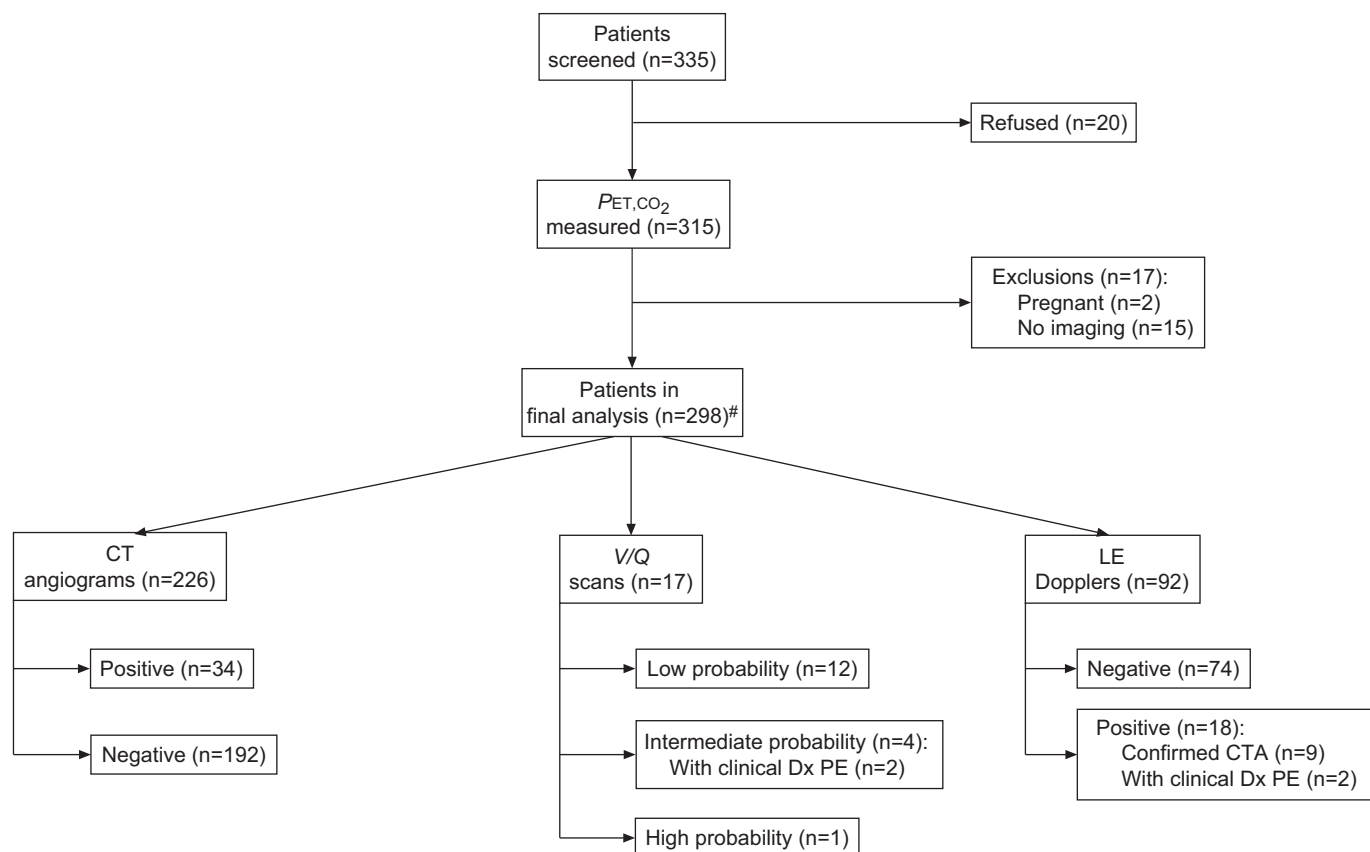 Patients
screened (n=335)
Refused (n=20)
PET,CO2
measured (n=315)
Exclusions (n=17):
Pregnant (n=2)
No imaging (n=15)
Patients in
final analysis (n=298)#
CT
angiograms (n=226)
Positive (n=34)
Negative (n=192)
V/Q
scans (n=17)
Low probability (n=12)
Intermediate probability (n=4):
With clinical Dx PE (n=2)
High probability (n=1)
LE
Dopplers (n=92)
Negative (n=74)
Positive (n=18):
Confirmed CTA (n=9)
With clinical Dx PE (n=2)